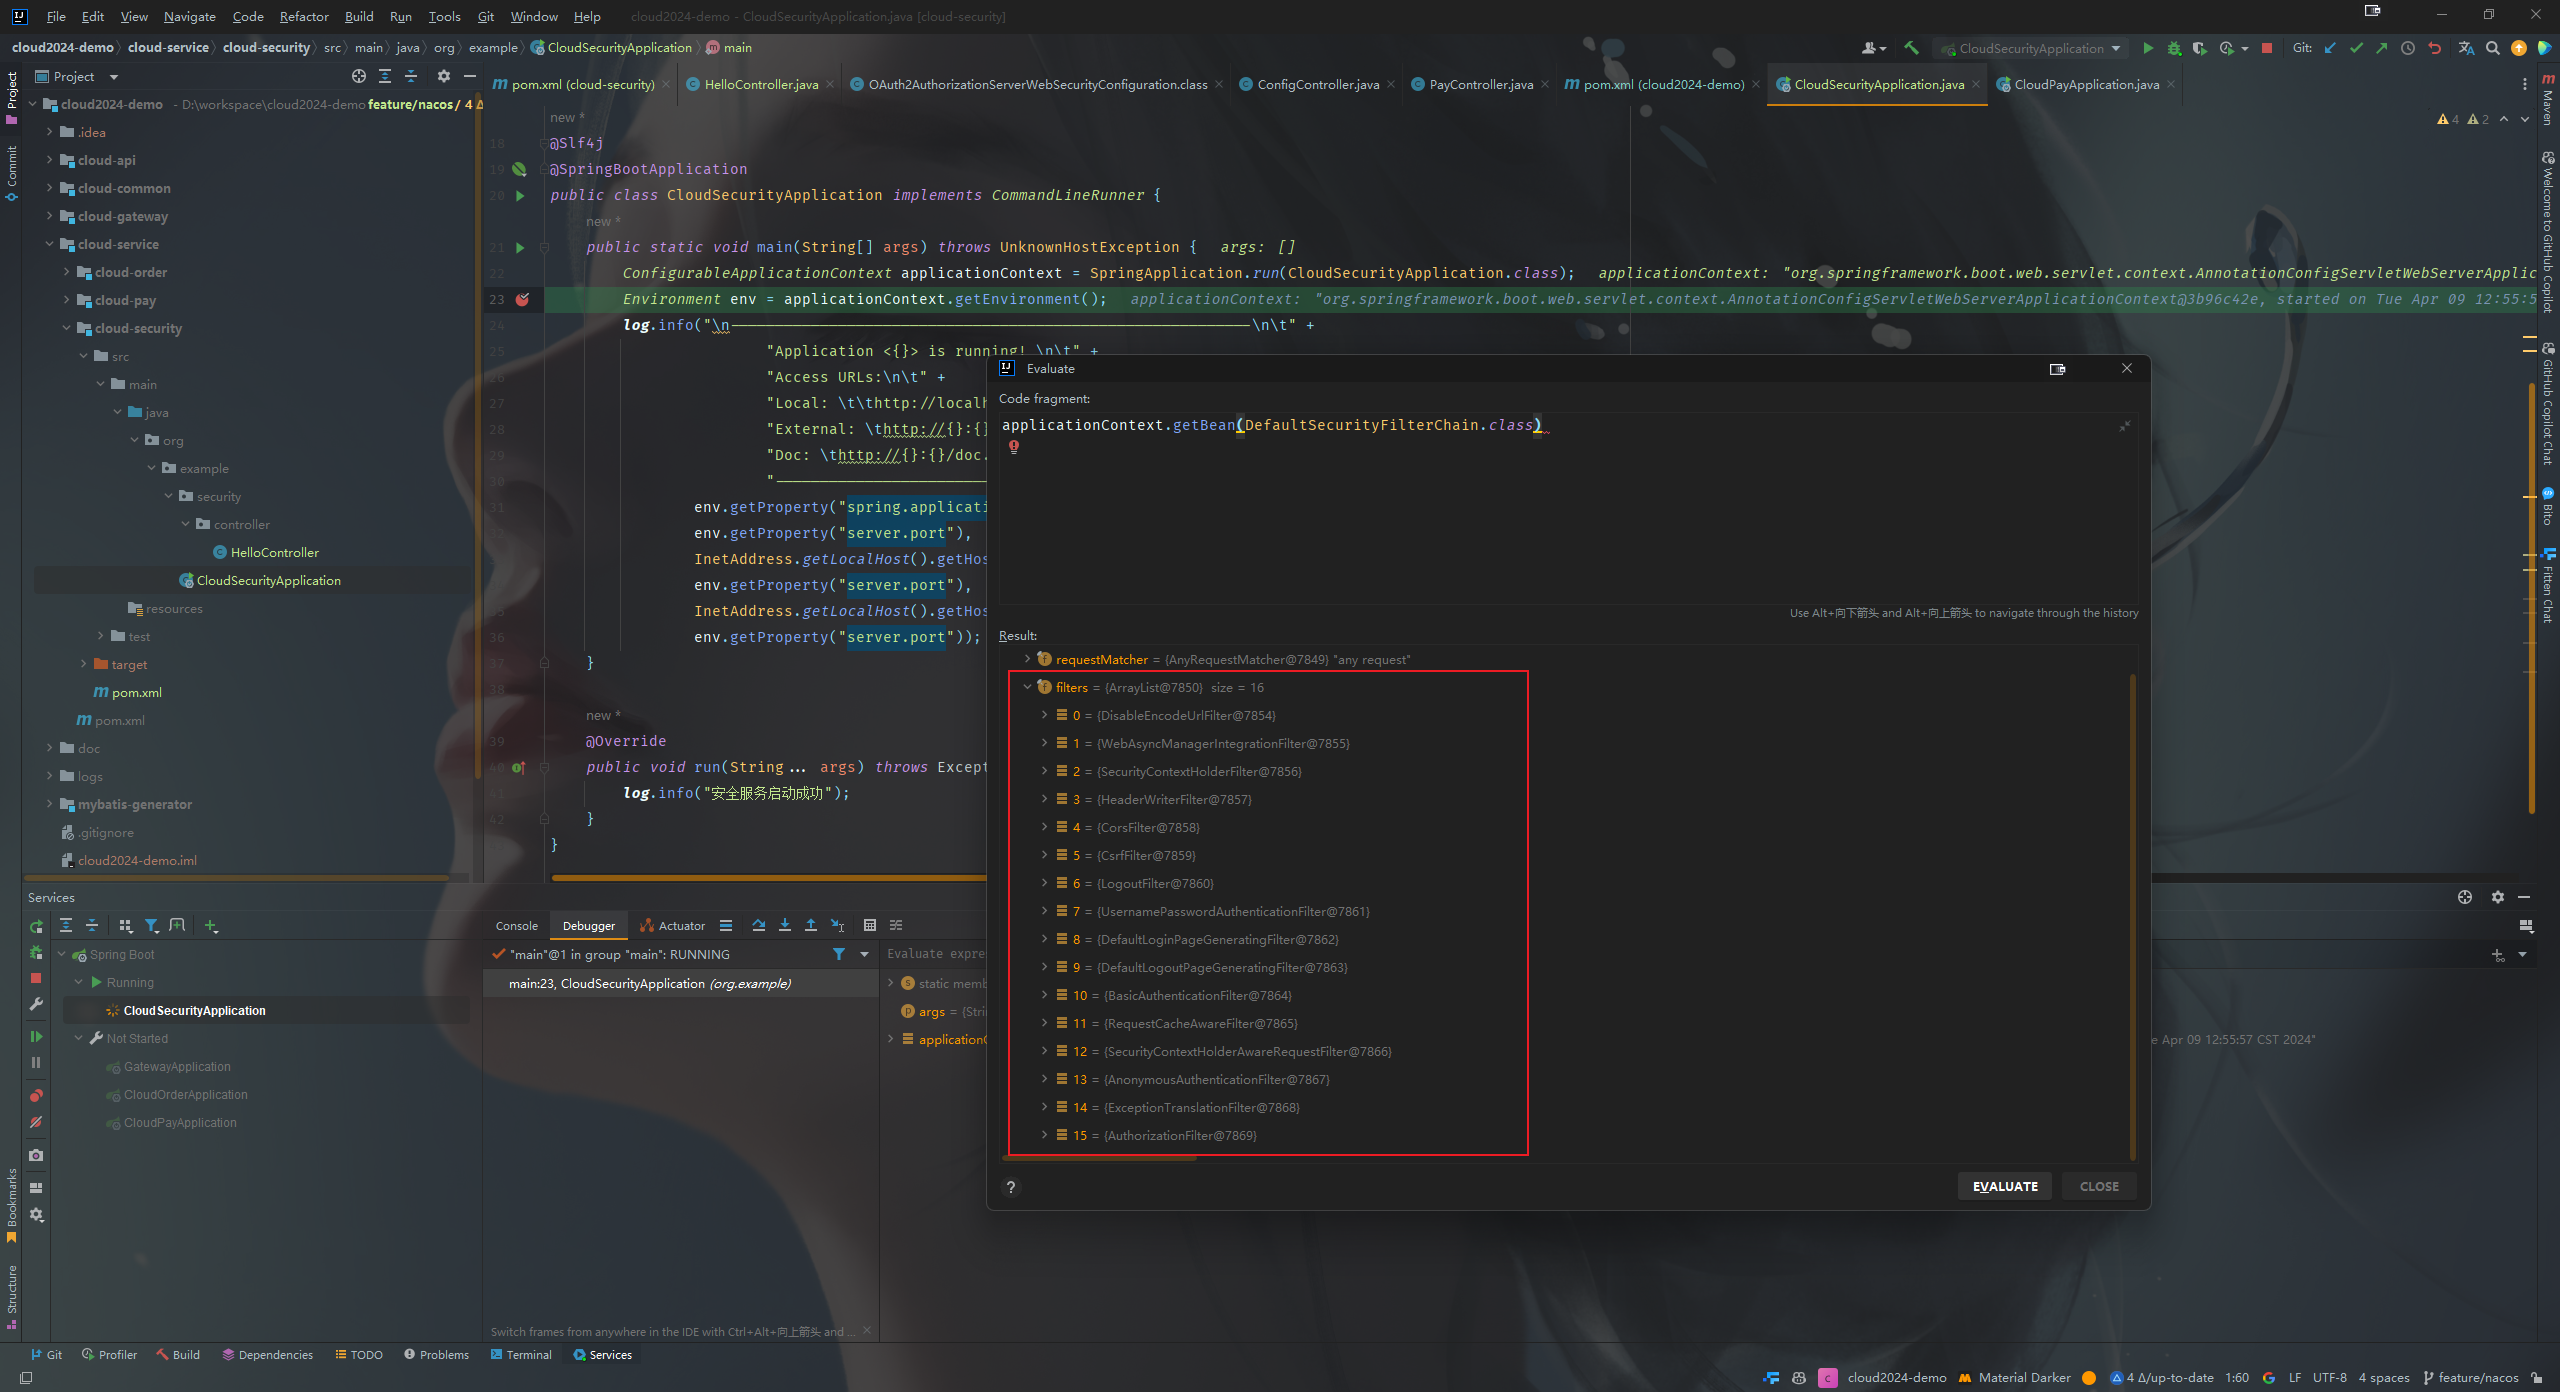 File Edit View Navigate Code Refactor Build Run Tools Git Window Help cloud2024-demo - CloudSecurityApplication.java [cloud-security]
cloud2024-demo cloud-service cloud-security src main java org example CloudSecurityApplication main
CloudSecurityApplication Git:
Project
pom.xml (cloud-security) HelloController.java OAuth2AuthorizationServerWebSecurityConfiguration.class ConfigController.java PayController.java pom.xml (cloud2024-demo) CloudSecurityApplication.java CloudPayApplication.java
cloud2024-demo - D:\workspace\cloud2024-demo feature/nacos / 4 Δ
.idea
cloud-api
cloud-common
cloud-gateway
cloud-service
cloud-order
cloud-pay
cloud-security
src
main
java
org
example
security
controller
HelloController
CloudSecurityApplication
resources
test
target
pom.xml
pom.xml
doc
logs
mybatis-generator
.gitignore
cloud2024-demo.iml
Project
Commit
Bookmarks
Structure
4 2
new *
18 @Slf4j
19 @SpringBootApplication
20 public class CloudSecurityApplication implements CommandLineRunner {
new *
21 public static void main(String[] args) throws UnknownHostException { args: []
22 ConfigurableApplicationContext applicationContext = SpringApplication.run(CloudSecurityApplication.class); applicationContext: "org.springframework.boot.web.servlet.context.AnnotationConfigServletWebServerApplic
23 Environment env = applicationContext.getEnvironment(); applicationContext: "org.springframework.boot.web.servlet.context.AnnotationConfigServletWebServerApplicationContext@3b96c42e, started on Tue Apr 09 12:55:5
24 log.info("\n----------------------------------------------------------\n\t" +
25 "Application <{}> is running! \n\t" +
26 "Access URLs:\n\t" +
27 "Local: \t\thttp://localh
28 "External: \thttp://{}:{}
29 "Doc: \thttp://{}:{}/doc.
30 "------------------------
31 env.getProperty("spring.applicati
32 env.getProperty("server.port"),
33 InetAddress.getLocalHost().getHos
34 env.getProperty("server.port"),
35 InetAddress.getLocalHost().getHos
36 env.getProperty("server.port"));
37 }
38
new *
39 @Override
40 public void run(String... args) throws Except
41 log.info("安全服务启动成功");
42 }
}
Evaluate
Code fragment:
applicationContext.getBean(DefaultSecurityFilterChain.class)
Use Alt+向下箭头 and Alt+向上箭头 to navigate through the history
Result:
requestMatcher = {AnyRequestMatcher@7849} "any request"
filters = {ArrayList@7850} size = 16
0 = {DisableEncodeUrlFilter@7854}
1 = {WebAsyncManagerIntegrationFilter@7855}
2 = {SecurityContextHolderFilter@7856}
3 = {HeaderWriterFilter@7857}
4 = {CorsFilter@7858}
5 = {CsrfFilter@7859}
6 = {LogoutFilter@7860}
7 = {UsernamePasswordAuthenticationFilter@7861}
8 = {DefaultLoginPageGeneratingFilter@7862}
9 = {DefaultLogoutPageGeneratingFilter@7863}
10 = {BasicAuthenticationFilter@7864}
11 = {RequestCacheAwareFilter@7865}
12 = {SecurityContextHolderAwareRequestFilter@7866}
13 = {AnonymousAuthenticationFilter@7867}
14 = {ExceptionTranslationFilter@7868}
15 = {AuthorizationFilter@7869}
? EVALUATE CLOSE
Maven
Welcome to GitHub Copilot
GitHub Copilot Chat
Bito
Fitten Chat
Services
Spring Boot
Running
CloudSecurityApplication
Not Started
GatewayApplication
CloudOrderApplication
CloudPayApplication
Console Debugger Actuator
"main"@1 in group "main": RUNNING
main:23, CloudSecurityApplication (org.example)
Evaluate expre
static memb
args = {Strin
application
e Apr 09 12:55:57 CST 2024"
Switch frames from anywhere in the IDE with Ctrl+Alt+向上箭头 and ...
Git Profiler Build Dependencies TODO Problems Terminal Services
cloud2024-demo Material Darker 4 Δ/up-to-date 1:60 LF UTF-8 4 spaces feature/nacos